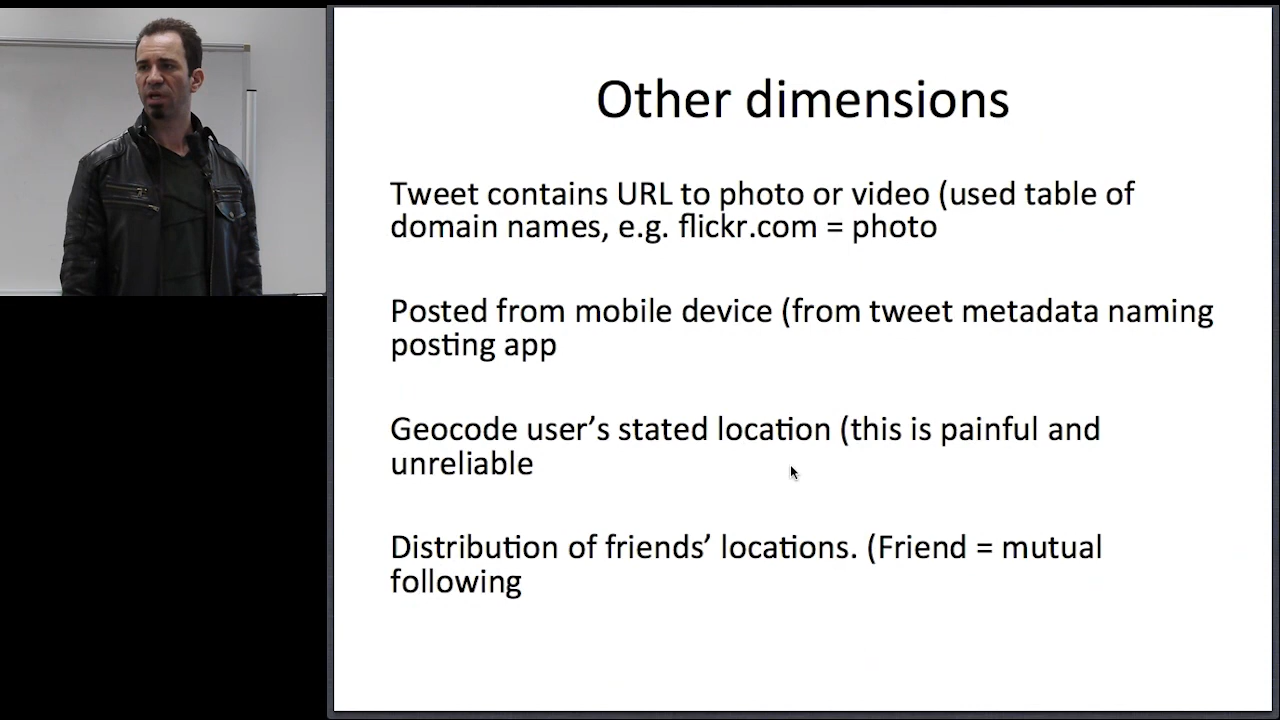 Other dimensions
Tweet contains URL to photo or video (used table of
domain names, e.g. flickr.com = photo
Posted from mobile device (from tweet metadata naming
posting app
Geocode user’s stated location (this is painful and
unreliable
Distribution of friends’ locations. (Friend = mutual
following